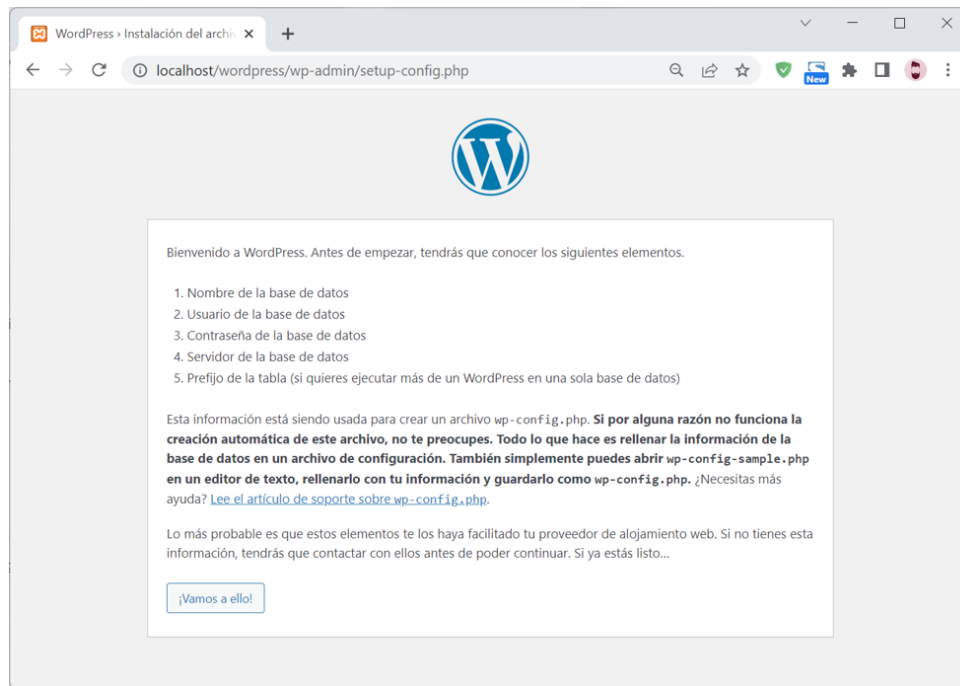 WordPress › Instalación del archi
localhost/wordpress/wp-admin/setup-config.php
New
Bienvenido a WordPress. Antes de empezar, tendrás que conocer los siguientes elementos.
1. Nombre de la base de datos
2. Usuario de la base de datos
3. Contraseña de la base de datos
4. Servidor de la base de datos
5. Prefijo de la tabla (si quieres ejecutar más de un WordPress en una sola base de datos)
Esta información está siendo usada para crear un archivo wp-config.php. Si por alguna razón no funciona la
creación automática de este archivo, no te preocupes. Todo lo que hace es rellenar la información de la
base de datos en un archivo de configuración. También simplemente puedes abrir wp-config-sample.php
en un editor de texto, rellenarlo con tu información y guardarlo como wp-config.php. ¿Necesitas más
ayuda? Lee el artículo de soporte sobre wp-config.php.
Lo más probable es que estos elementos te los haya facilitado tu proveedor de alojamiento web. Si no tienes esta
información, tendrás que contactar con ellos antes de poder continuar. Si ya estás listo...
¡Vamos a ello!